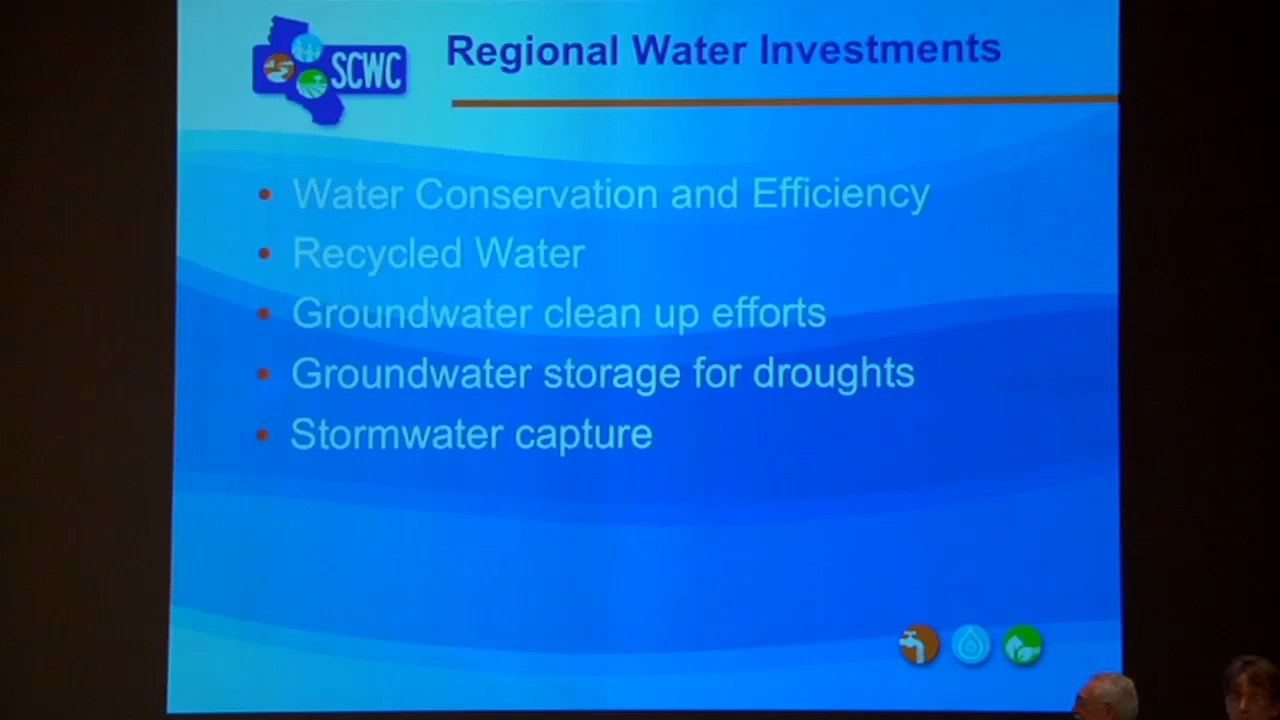 SCWC
Regional Water Investments
• Water Conservation and Efficiency
• Recycled Water
• Groundwater clean up efforts
• Groundwater storage for droughts
• Stormwater capture